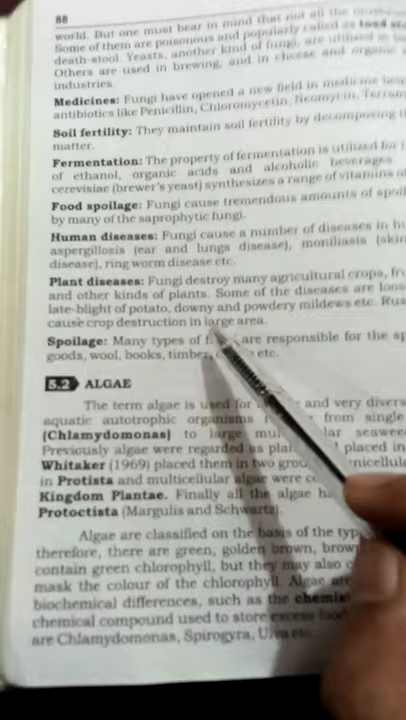 88
world. But one must bear in mind that not all the
Some of them are poisonous and popularly called as
death-stool. Yeasts, another kind of fungi, are utilized in
Others are used in brewing, and in cheese and organic
industries.
Medicines: Fungi have opened a new field in medicine
antibiotics like Penicillin, Chloromycetin, Neomycin,
Soil fertility: They maintain soil fertility by decomposing
matter.
Fermentation: The property of fermentation is utilized for
of ethanol, organic acids and alcoholic beverages.
cerevisiae (brewer's yeast) synthesizes a range of vitamins
Food spoilage: Fungi cause tremendous amounts of
by many of the saprophytic fungi.
Human diseases: Fungi cause a number of diseases in
aspergillosis (ear and lungs disease), moniliasis
disease), ring worm disease etc.
Plant diseases: Fungi destroy many agricultural crops,
and other kinds of plants. Some of the diseases are
late-blight of potato, downy and powdery mildews etc.
cause crop destruction in large area.
Spoilage: Many types of are responsible for the
goods, wool, books, timber, etc.
5.2 ALGAE
The term algae is used for and very
aquatic autotrophic organisms from single
(Chlamydomonas) to large
Previously algae were regarded as placed in
Whitaker (1969) placed them in two
in Protista and multicellular algae were
Kingdom Plantae. Finally all the algae
Protoctista (Margulis and Schwartz).
Algae are classified on the basis of the
therefore, there are green, golden brown,
contain green chlorophyll, but they may also
mask the colour of the chlorophyll. Algae are
biochemical differences, such as the
chemical compound used to store excess
are Chlamydomonas, Spirogyra, Ulva etc.